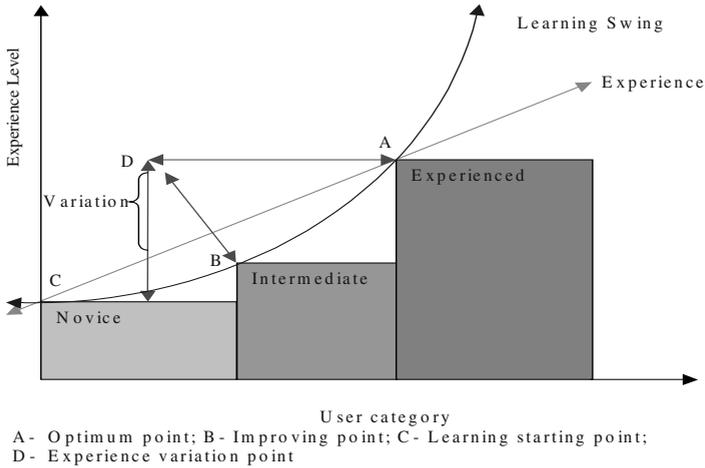 Learning Swing
Experience Level
Experience
A
D
Experienced
Variation
B
C
Intermediate
Novice
User category
A- Optimum point; B- Improving point; C- Learning starting point;
D- Experience variation point